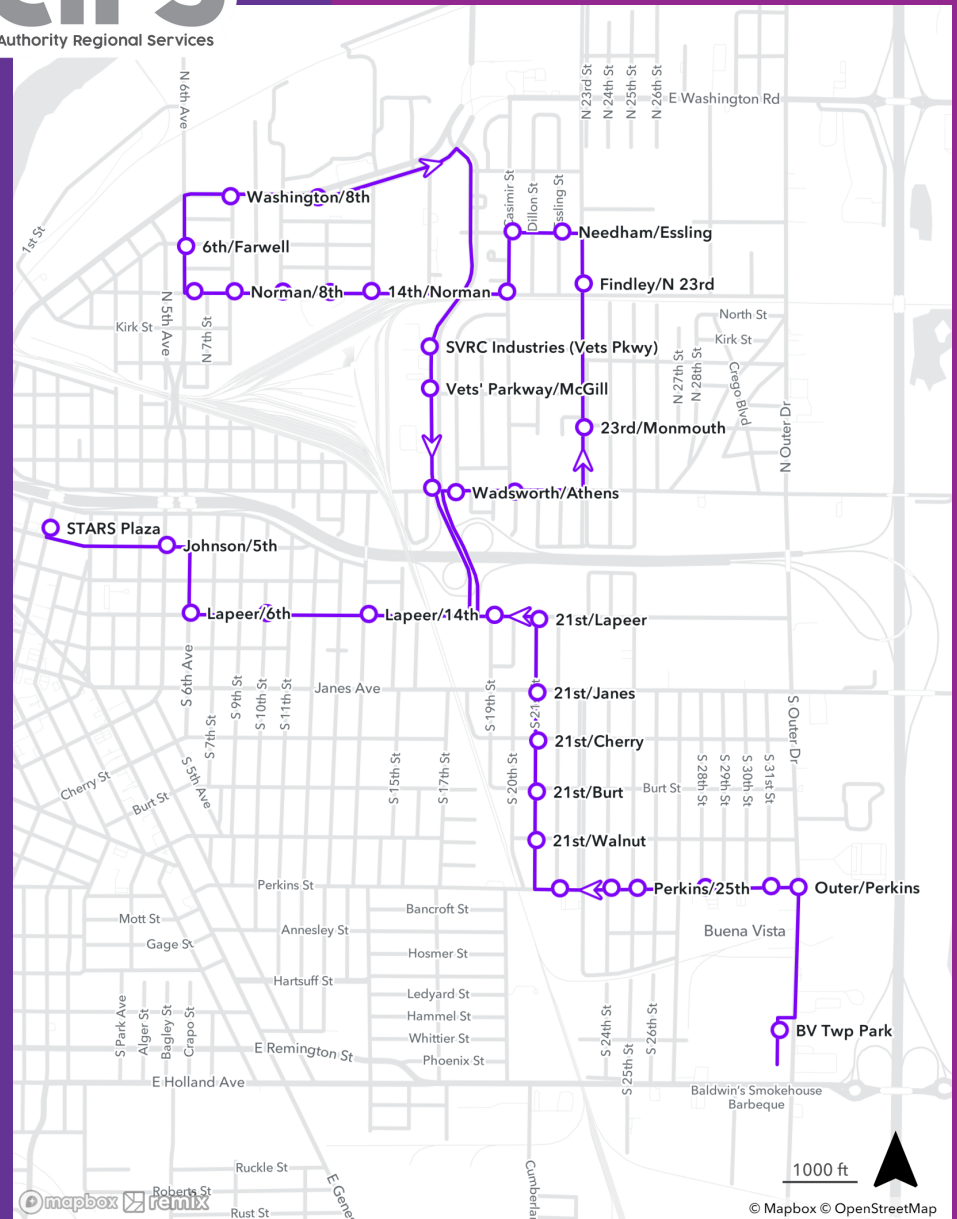 Authority Regional Services
N 6th Ave
N 23rd St
N 24th St
N 25th St
N 26th St
E Washington Rd
1st St
Washington/8th
Dillon St
6th/Farwell
Needham/Essling
Findley/N 23rd
Norman/8th
14th/Norman
N 5th Ave
Kirk St
N 7th St
North St
Kirk St
SVRC Industries (Vets Pkwy)
N 27th St
N 28th St
Crego Blvd
Vets' Parkway/McGill
23rd/Monmouth
N Outer Dr
Wadsworth/Athens
STARS Plaza
Johnson/5th
Lapeer/6th
Lapeer/14th
21st/Lapeer
S 6th Ave
S 7th St
S 9th St
S 10th St
S 11th St
Janes Ave
S 19th St
21st/Janes
S Outer Dr
21st/Cherry
Cherry St
Burt St
S 5th Ave
S 15th St
S 17th St
S 20th St
21st/Burt
Burt St
S 28th St
S 29th St
S 30th St
S 31st St
21st/Walnut
Perkins St
Perkins/25th
Outer/Perkins
Mott St
Gage St
Annesley St
Bancroft St
Hosmer St
Buena Vista
Hartsuff St
Ledyard St
Hammel St
Whittier St
Phoenix St
S Park Ave
Alger St
Bagley St
Crapo St
E Remington St
S 24th St
S 25th St
S 26th St
BV Twp Park
E Holland Ave
Baldwin's Smokehouse
Barbeque
Ruckle St
Roberts St
Rust St
E Gene
Cumberlan
1000 ft
mapbox remix
© Mapbox © OpenStreetMap